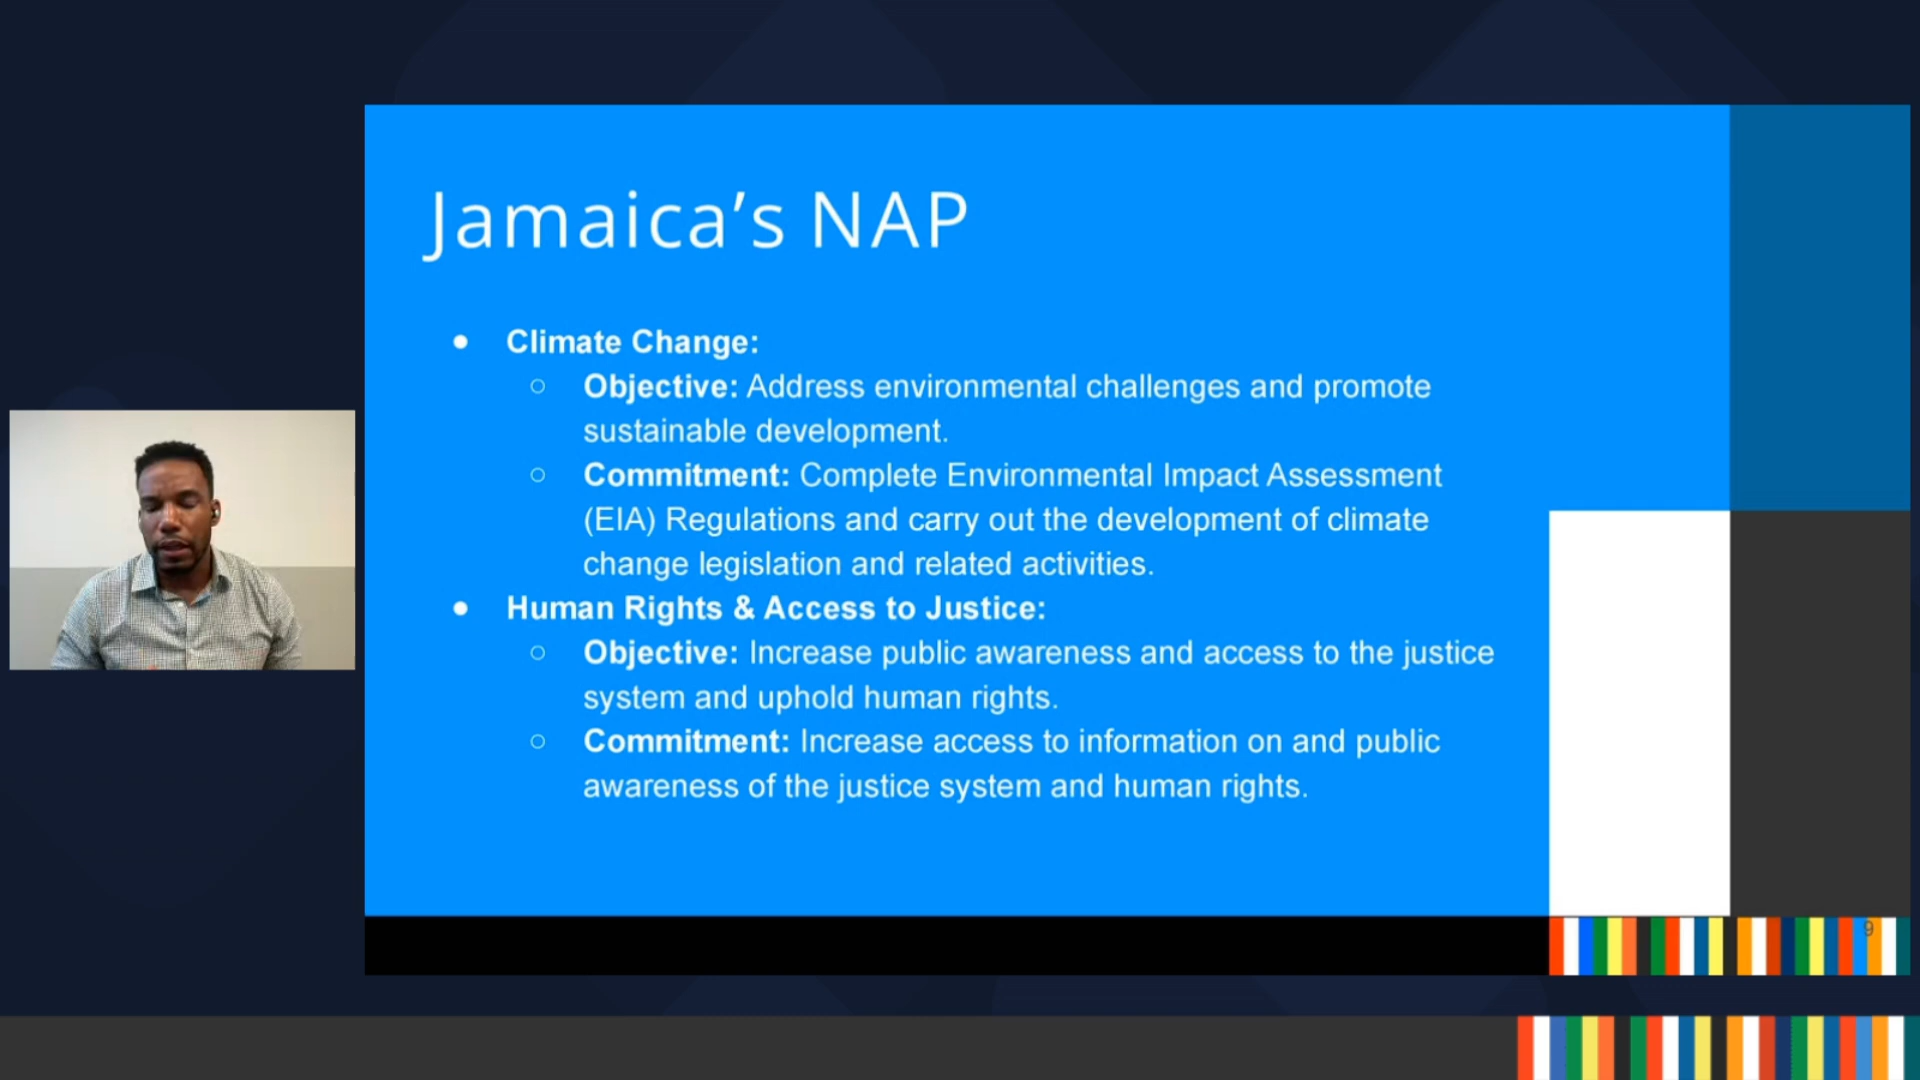 Jamaica’s NAP
● Climate Change:
○ Objective: Address environmental challenges and promote
sustainable development.
○ Commitment: Complete Environmental Impact Assessment
(EIA) Regulations and carry out the development of climate
change legislation and related activities.
● Human Rights & Access to Justice:
○ Objective: Increase public awareness and access to the justice
system and uphold human rights.
○ Commitment: Increase access to information on and public
awareness of the justice system and human rights.
9